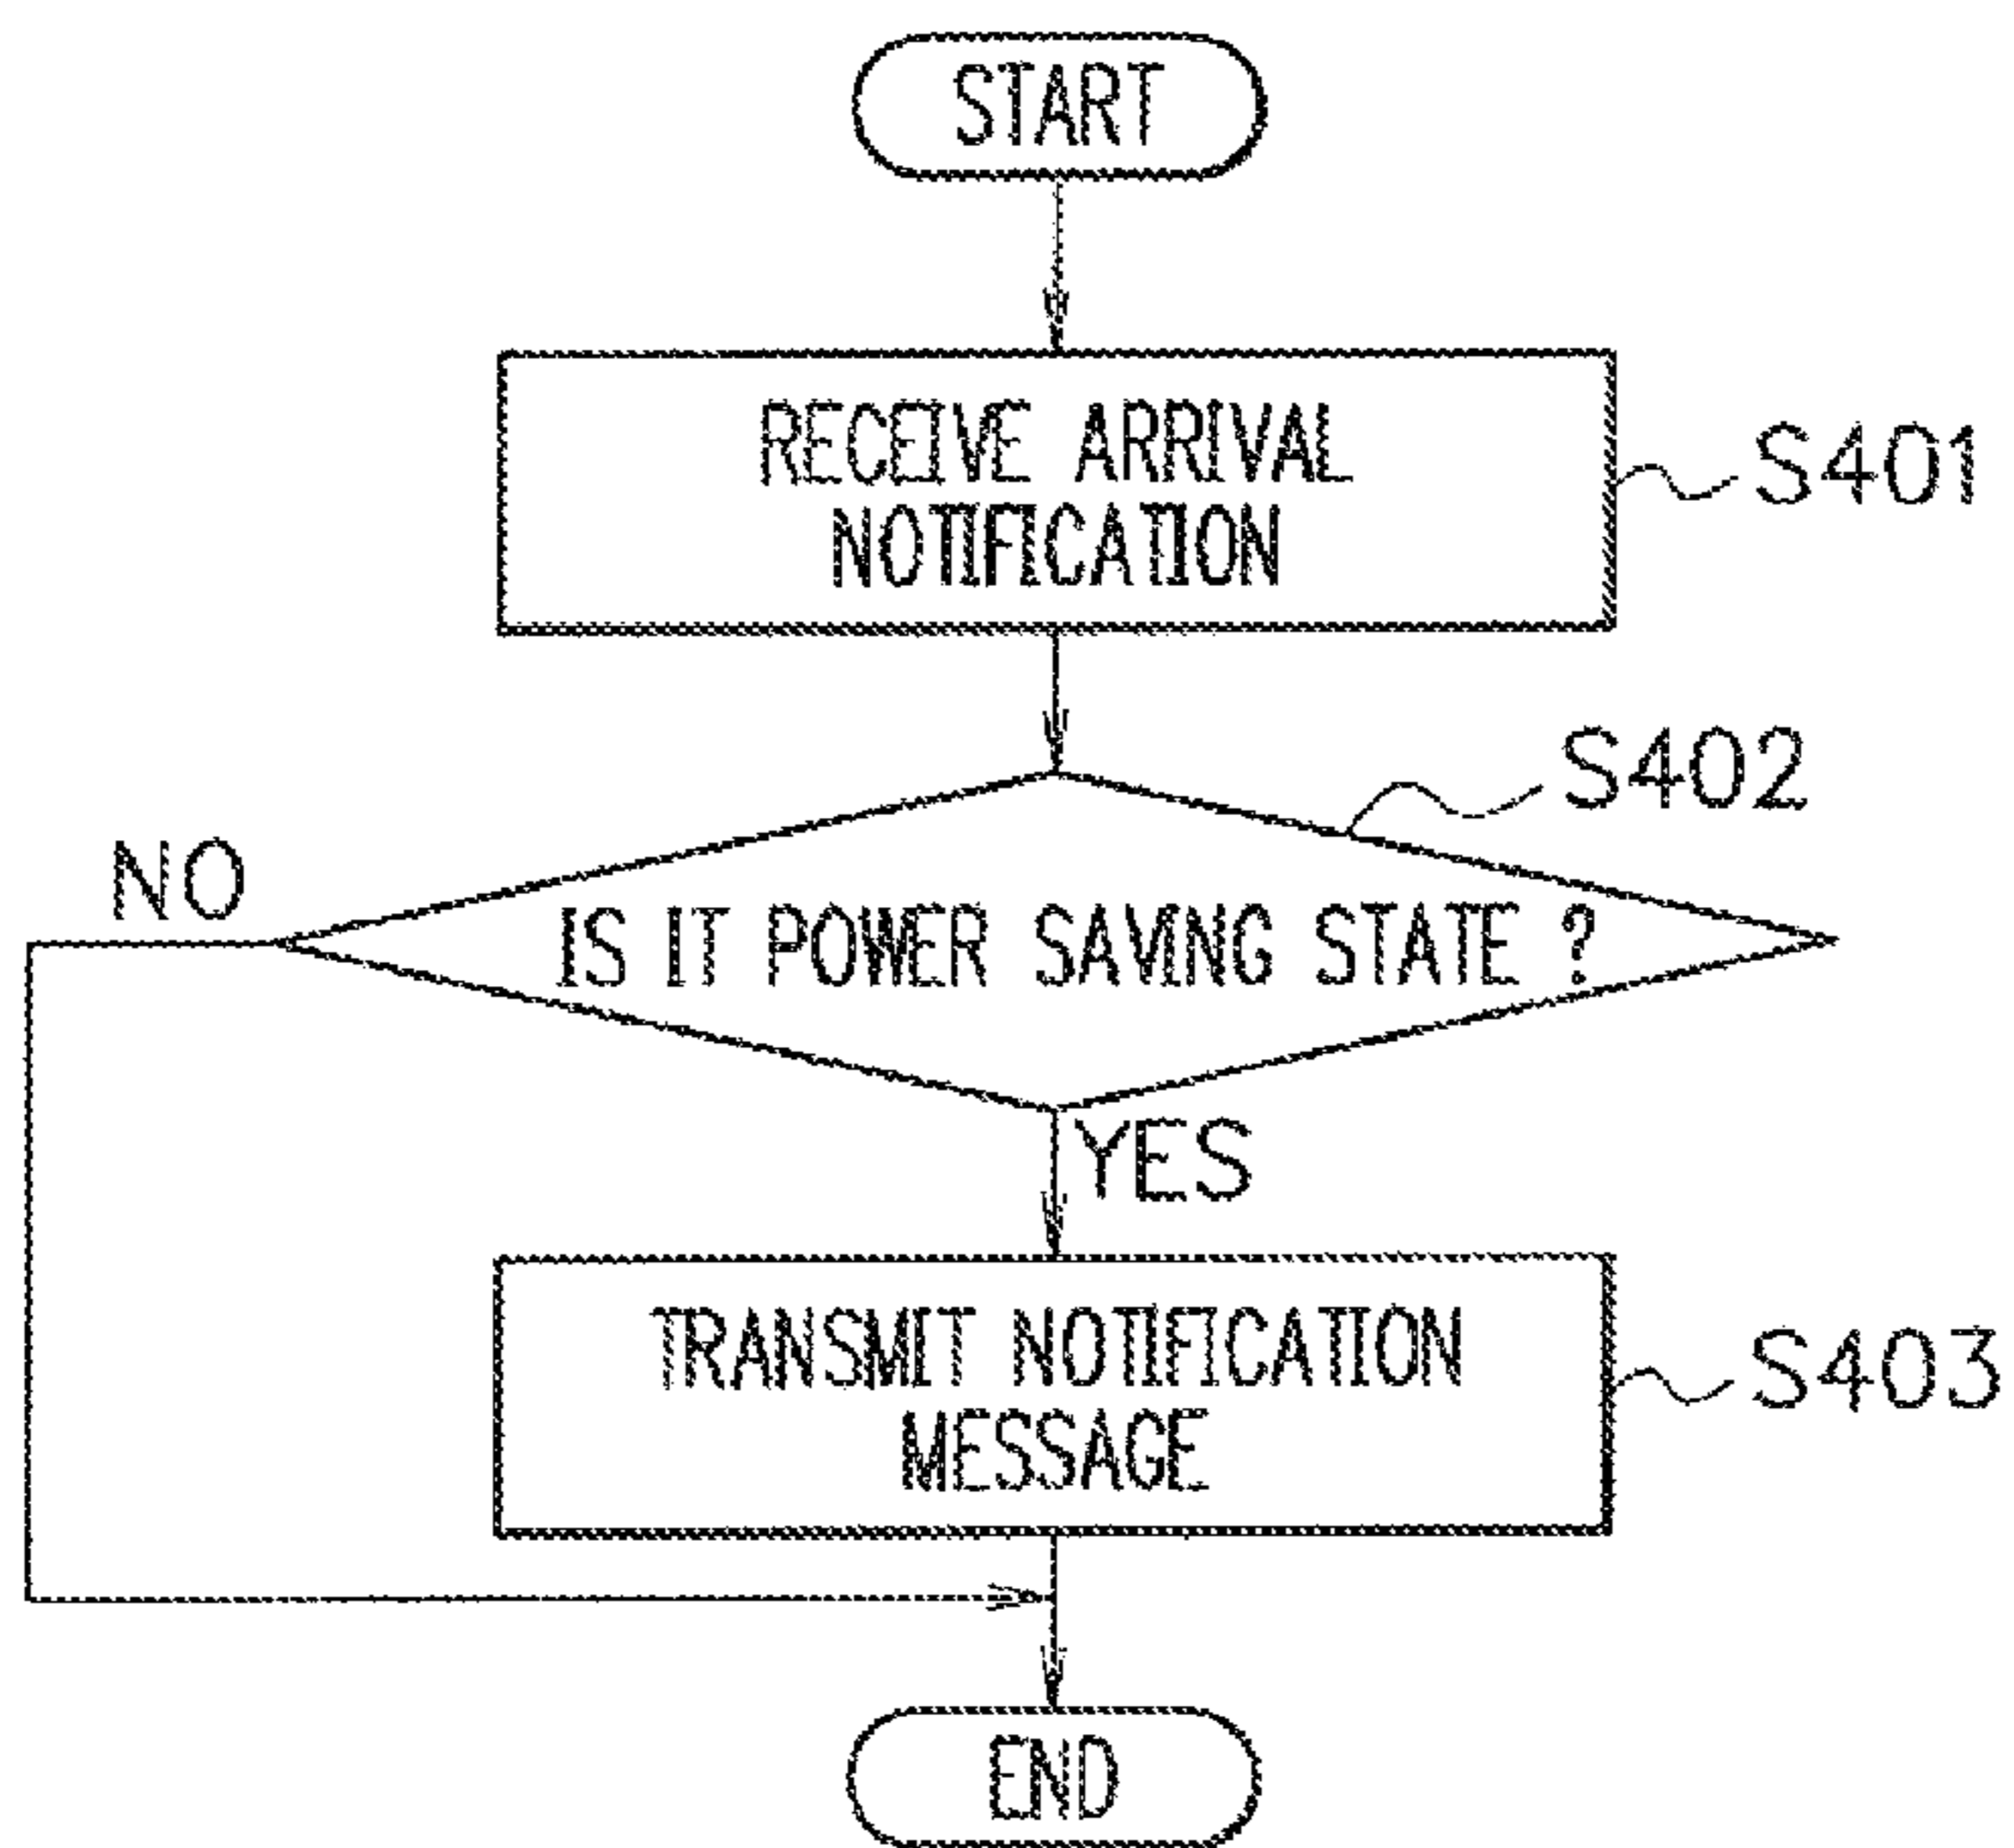 START
RECEIVE ARRIVAL
NOTIFICATION
S401
S402
NO
IS IT POWER SAVING STATE ?
YES
TRANSMIT NOTIFICATION
MESSAGE
S403
END